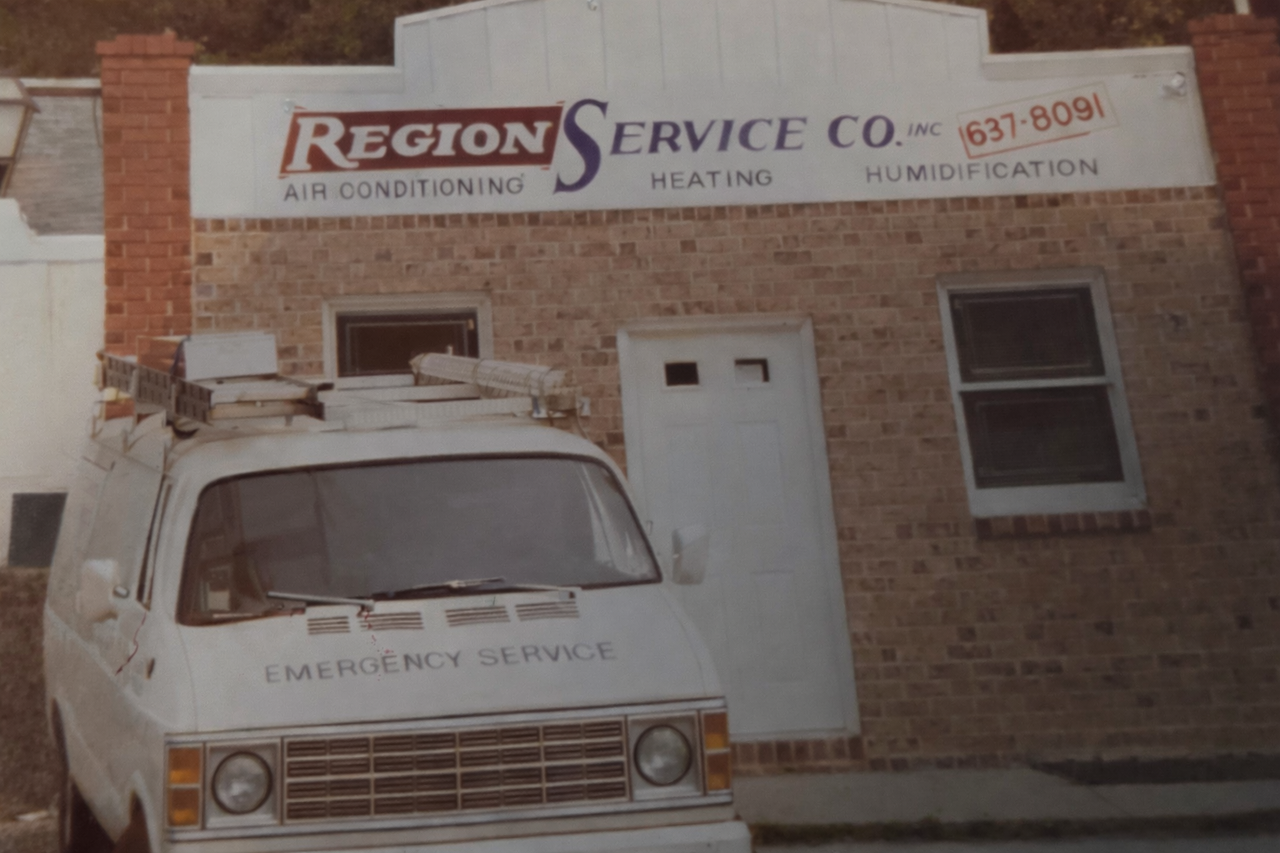 REGION SERVICE CO. INC 637-8091
AIR CONDITIONING HEATING HUMIDIFICATION
EMERGENCY SERVICE